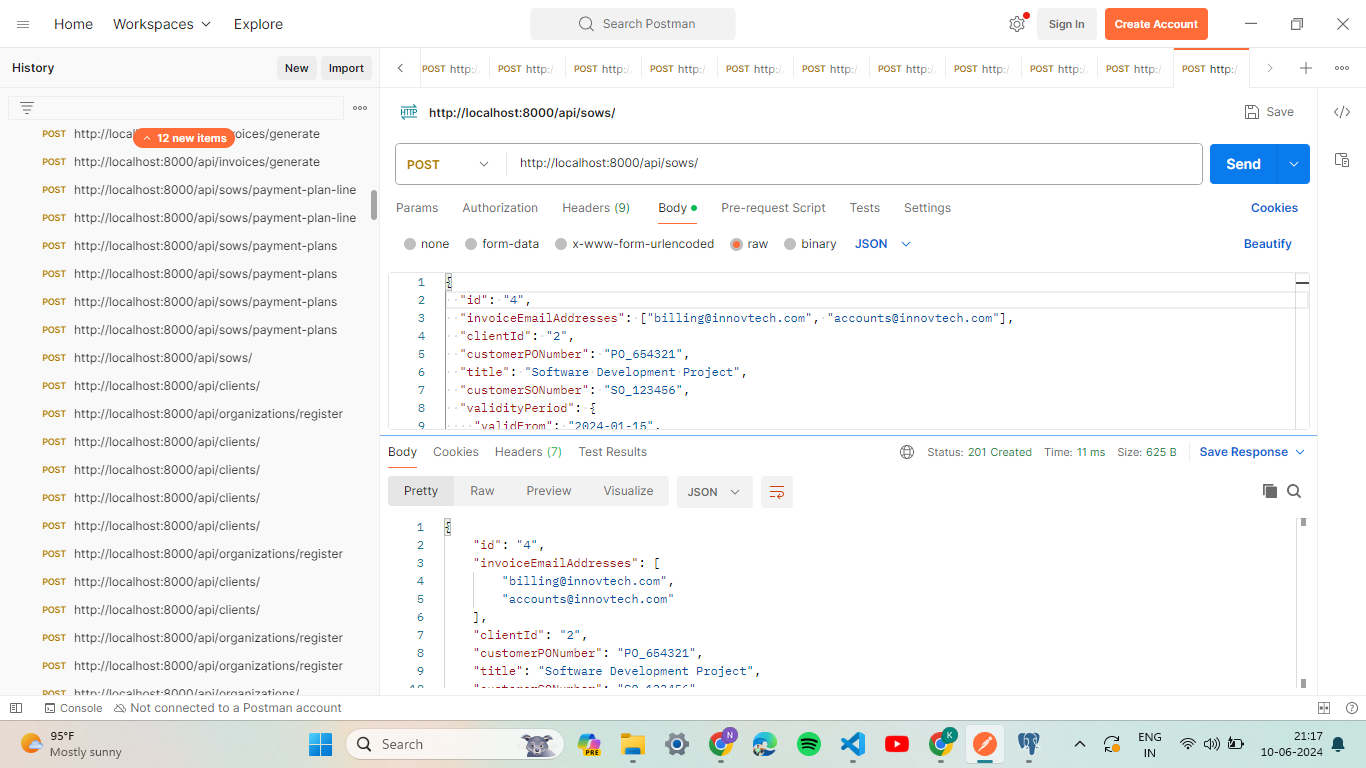 Home Workspaces Explore Search Postman Sign In Create Account
History New Import
POST http:/ POST http:/ POST http:/ POST http:/ POST http:/ POST http:/ POST http:/ POST http:/ POST http:/ POST http:/ POST http:/
12 new items
POST http://local voices/generate
POST http://localhost:8000/api/invoices/generate
POST http://localhost:8000/api/sows/payment-plan-line
POST http://localhost:8000/api/sows/payment-plan-line
POST http://localhost:8000/api/sows/payment-plans
POST http://localhost:8000/api/sows/payment-plans
POST http://localhost:8000/api/sows/payment-plans
POST http://localhost:8000/api/sows/payment-plans
POST http://localhost:8000/api/sows/
POST http://localhost:8000/api/clients/
POST http://localhost:8000/api/organizations/register
POST http://localhost:8000/api/clients/
POST http://localhost:8000/api/clients/
POST http://localhost:8000/api/clients/
POST http://localhost:8000/api/clients/
POST http://localhost:8000/api/organizations/register
POST http://localhost:8000/api/clients/
POST http://localhost:8000/api/clients/
POST http://localhost:8000/api/organizations/register
POST http://localhost:8000/api/organizations/register
POST http://localhost:8000/api/organizations/
HTTP http://localhost:8000/api/sows/ Save
POST http://localhost:8000/api/sows/ Send
Params Authorization Headers (9) Body Pre-request Script Tests Settings Cookies
none form-data x-www-form-urlencoded raw binary JSON Beautify
1 {
2 "id": "4",
3 "invoiceEmailAddresses": ["billing@innovtech.com", "accounts@innovtech.com"],
4 "clientId": "2",
5 "customerPONumber": "PO_654321",
6 "title": "Software Development Project",
7 "customerSONumber": "SO_123456",
8 "validityPeriod": {
9 "validFrom": "2024-01-15",
Body Cookies Headers (7) Test Results Status: 201 Created Time: 11 ms Size: 625 B Save Response
Pretty Raw Preview Visualize JSON
1 {
2 "id": "4",
3 "invoiceEmailAddresses": [
4 "billing@innovtech.com",
5 "accounts@innovtech.com"
6 ],
7 "clientId": "2",
8 "customerPONumber": "PO_654321",
9 "title": "Software Development Project",
10 "customerSONumber": "SO_123456",
Console Not connected to a Postman account
95°F
Mostly sunny
Search
PRE
N
K
ENG
IN
21:17
10-06-2024